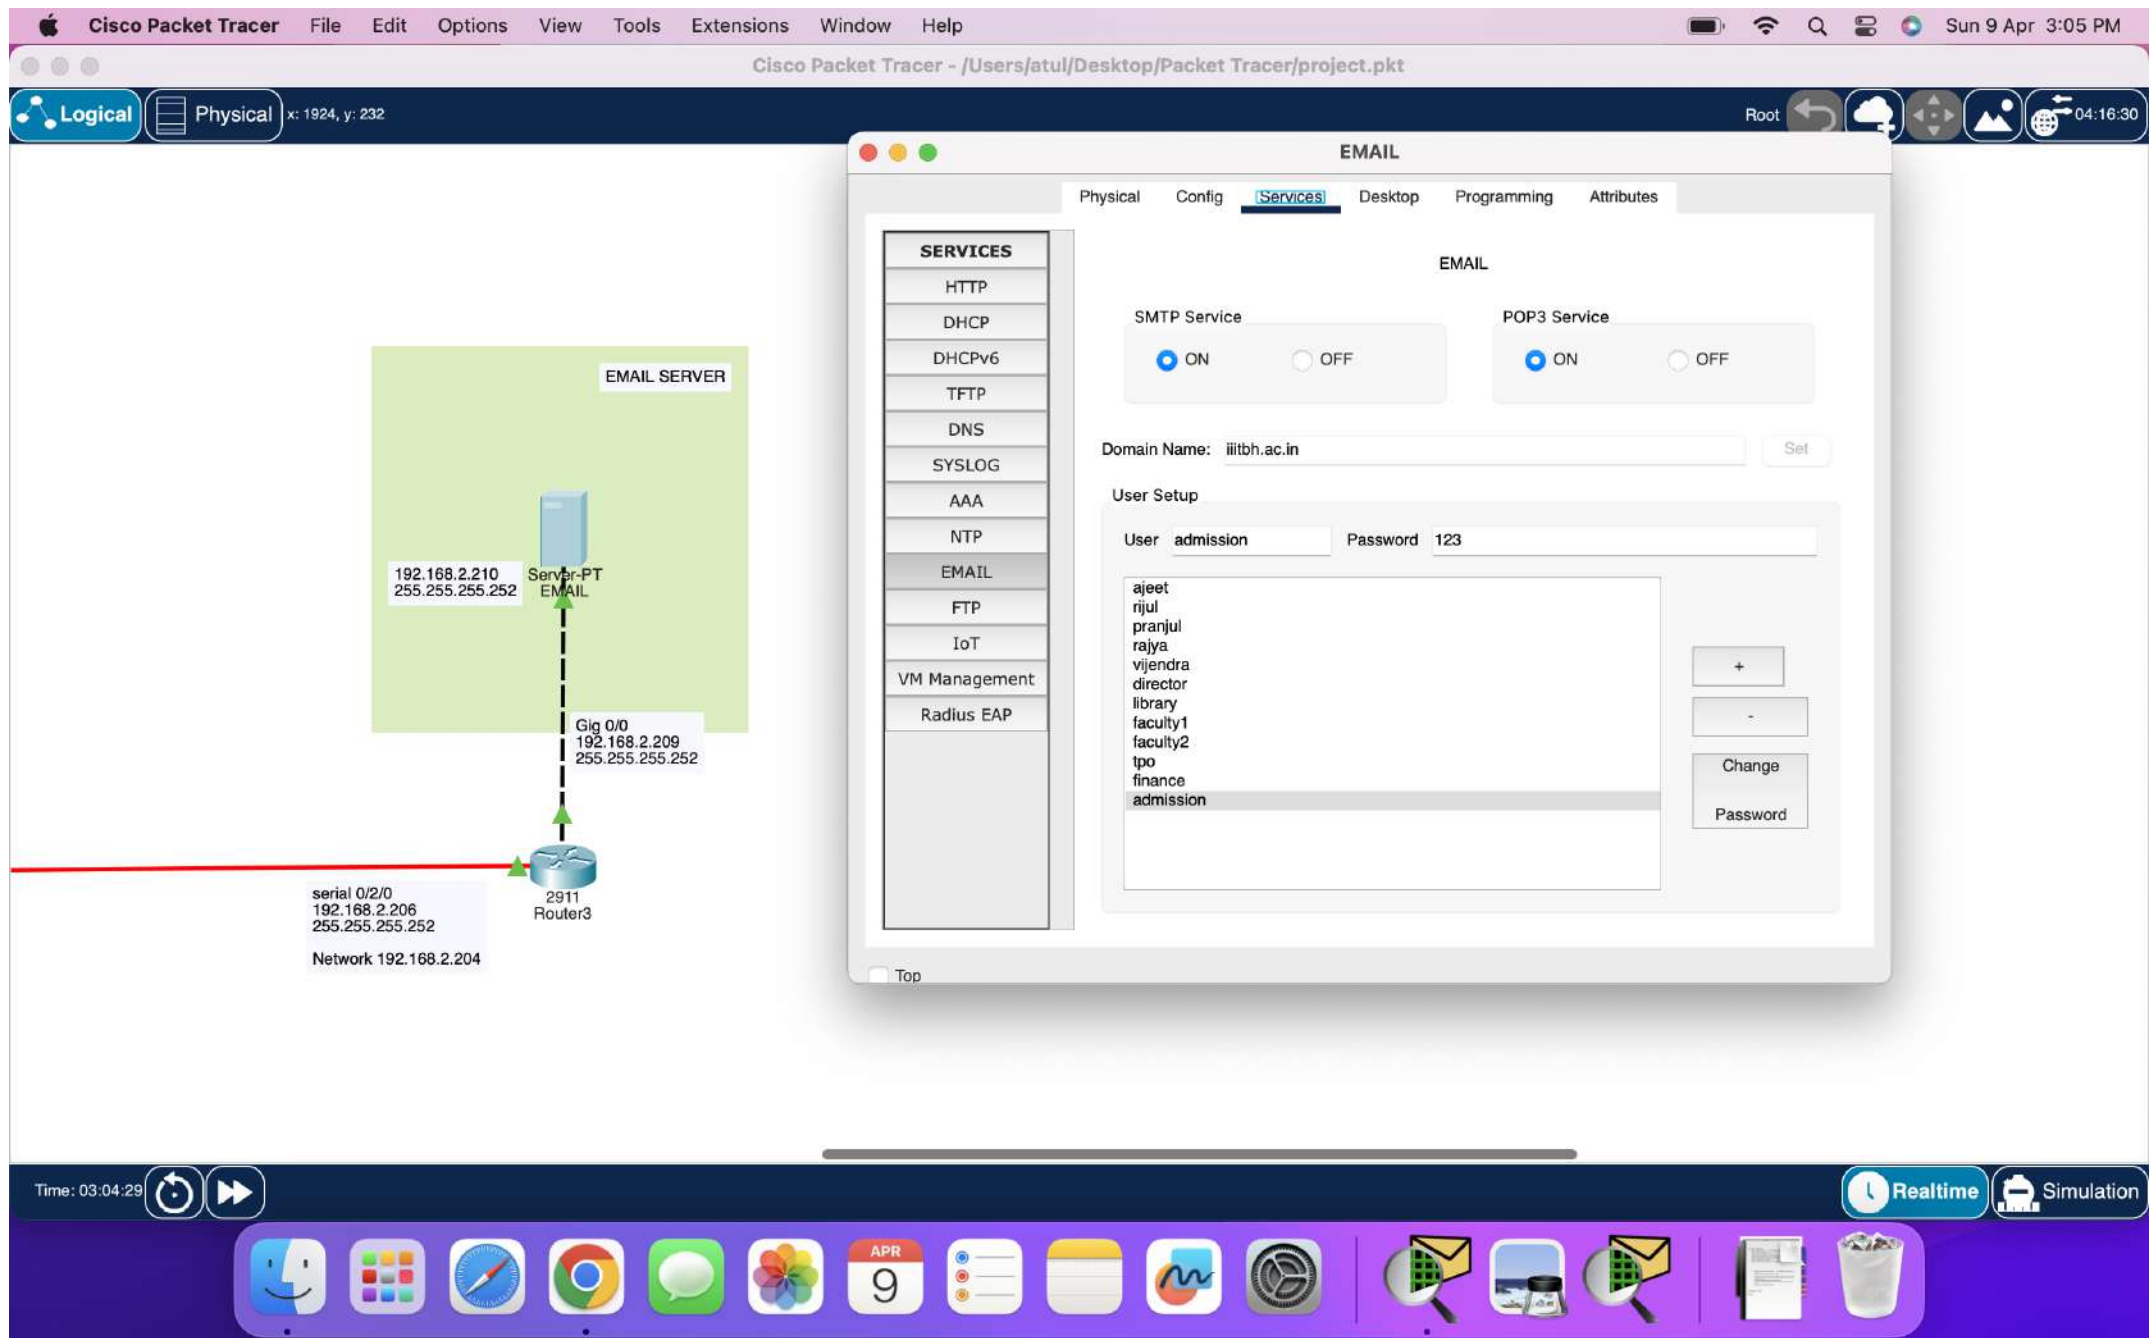 Cisco Packet Tracer File Edit Options View Tools Extensions Window Help Sun 9 Apr 3:05 PM
Cisco Packet Tracer - /Users/atul/Desktop/Packet Tracer/project.pkt
Logical Physical x: 1924, y: 232 Root 04:16:30
EMAIL
Physical Config Services Desktop Programming Attributes
SERVICES
HTTP
DHCP
DHCPv6
TFTP
DNS
SYSLOG
AAA
NTP
EMAIL
FTP
IoT
VM Management
Radius EAP
EMAIL
SMTP Service POP3 Service
ON OFF ON OFF
Domain Name: iiitbh.ac.in Set
User Setup
User admission Password 123
ajeet
rijul
pranjul
rajya
vijendra
director
library
faculty1
faculty2
tpo
finance
admission
+
-
Change
Password
Top
EMAIL SERVER
192.168.2.210
255.255.255.252
Server-PT
EMAIL
Gig 0/0
192.168.2.209
255.255.255.252
2911
Router3
serial 0/2/0
192.168.2.206
255.255.255.252
Network 192.168.2.204
Time: 03:04:29 Realtime Simulation
APR
9